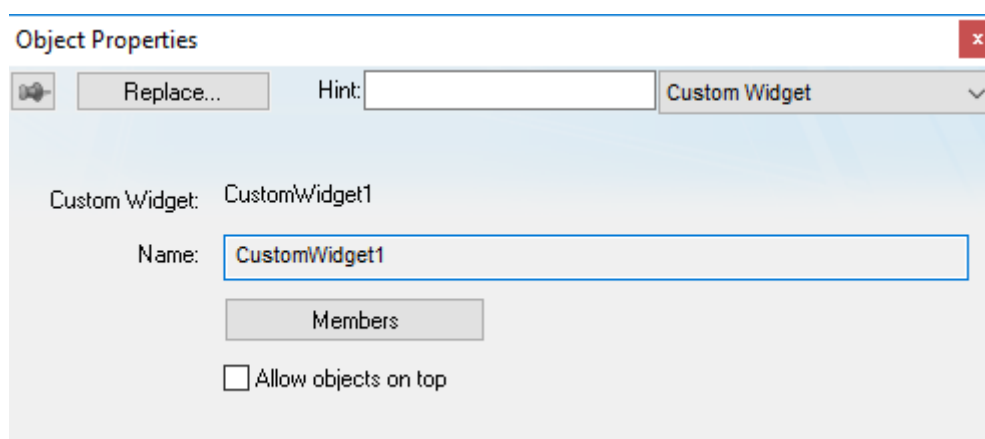 Object Properties
x
Replace... Hint: Custom Widget
Custom Widget: CustomWidget1
Name: CustomWidget1
Members
Allow objects on top